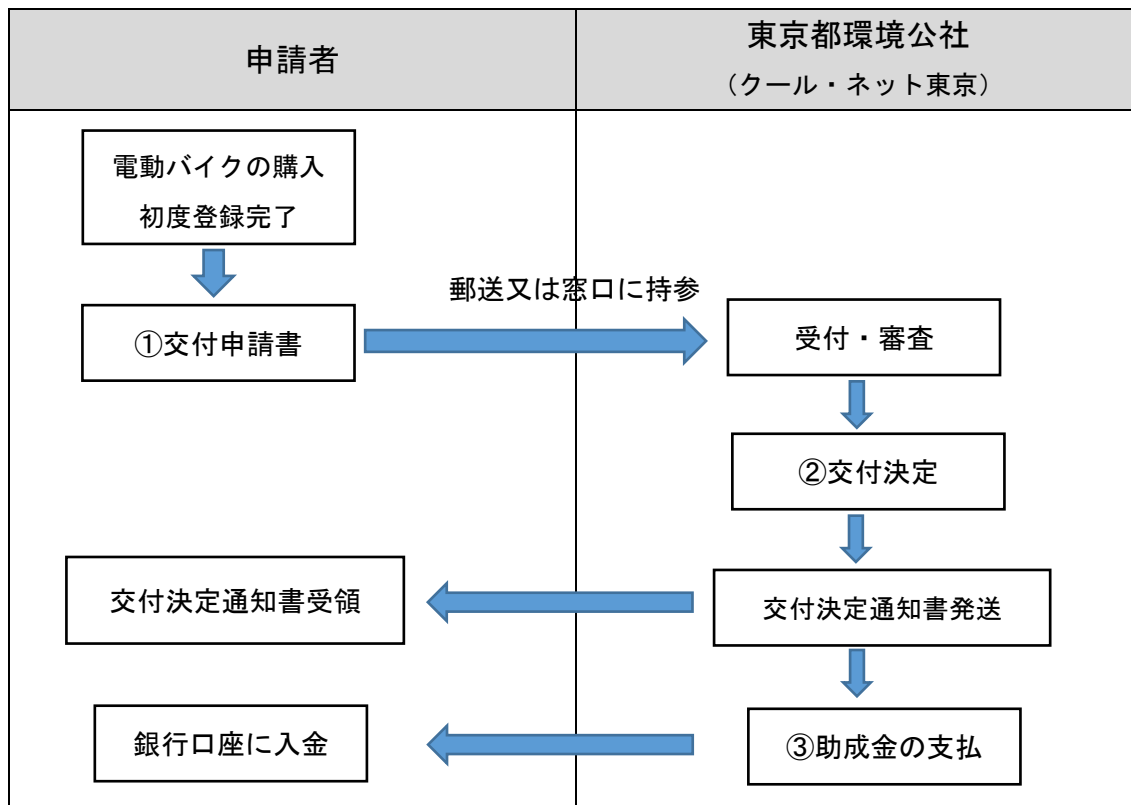 申請者
東京都環境公社
（クール・ネット東京）
電動バイクの購入
初度登録完了
郵送又は窓口に持参
①交付申請書
受付・審査
②交付決定
交付決定通知書受領
交付決定通知書発送
銀行口座に入金
③助成金の支払